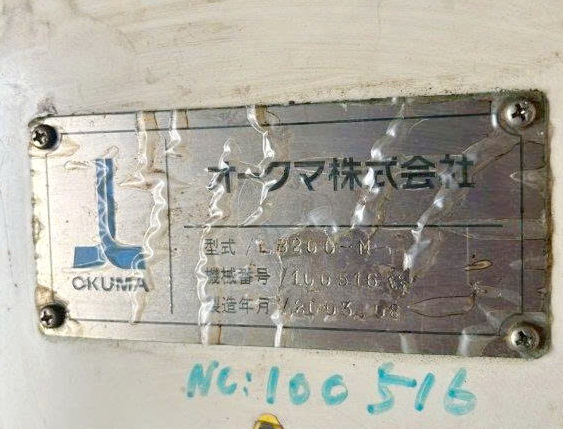 オークマ株式会社
OKUMA
型式 / LB200-M
機械番号 / 100516
製造年月 / 2003.08
NC:100516